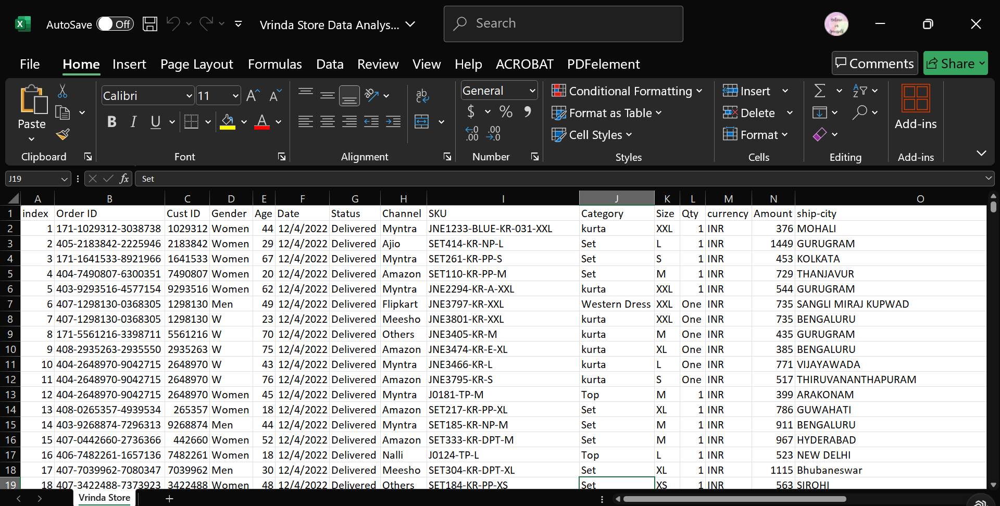 AutoSave Off Vrinda Store Data Analys... Search
File Home Insert Page Layout Formulas Data Review View Help ACROBAT PDFelement Comments Share
Paste Calibri 11 General Conditional Formatting Insert
Format as Table Delete
Cell Styles Format Add-ins
Clipboard Font Alignment Number Styles Cells Editing Add-ins
J19 fx Set
A B C D E F G H I J K L M N O
1 index Order ID Cust ID Gender Age Date Status Channel SKU Category Size Qty currency Amount ship-city
2 1 171-1029312-3038738 1029312 Women 44 12/4/2022 Delivered Myntra JNE1233-BLUE-KR-031-XXL kurta XXL 1 INR 376 MOHALI
3 2 405-2183842-2225946 2183842 Women 29 12/4/2022 Delivered Ajio SET414-KR-NP-L Set L 1 INR 1449 GURUGRAM
4 3 171-1641533-8921966 1641533 Women 67 12/4/2022 Delivered Myntra SET261-KR-PP-S Set S 1 INR 453 KOLKATA
5 4 404-7490807-6300351 7490807 Women 20 12/4/2022 Delivered Amazon SET110-KR-PP-M Set M 1 INR 729 THANJAVUR
6 5 403-9293516-4577154 9293516 Women 62 12/4/2022 Delivered Myntra JNE2294-KR-A-XXL kurta XXL 1 INR 544 GURUGRAM
7 6 407-1298130-0368305 1298130 Men 49 12/4/2022 Delivered Flipkart JNE3797-KR-XXL Western Dress XXL One INR 735 SANGLI MIRAJ KUPWAD
8 7 407-1298130-0368305 1298130 W 23 12/4/2022 Delivered Meesho JNE3801-KR-XXL kurta XXL One INR 735 BENGALURU
9 8 171-5561216-3398711 5561216 W 70 12/4/2022 Delivered Others JNE3405-KR-M kurta M One INR 435 GURUGRAM
10 9 408-2935263-2935550 2935263 W 75 12/4/2022 Delivered Amazon JNE3474-KR-E-XL kurta XL One INR 385 BENGALURU
11 10 404-2648970-9042715 2648970 W 43 12/4/2022 Delivered Myntra JNE3466-KR-L kurta L One INR 771 VIJAYAWADA
12 11 404-2648970-9042715 2648970 W 76 12/4/2022 Delivered Amazon JNE3795-KR-S kurta S One INR 517 THIRUVANANTHAPURAM
13 12 404-2648970-9042715 2648970 Women 45 12/4/2022 Delivered Myntra J0181-TP-M Top M 1 INR 399 ARAKONAM
14 13 408-0265357-4939534 265357 Women 18 12/4/2022 Delivered Amazon SET217-KR-PP-XL Set XL 1 INR 786 GUWAHATI
15 14 403-9268874-7296313 9268874 Men 44 12/4/2022 Delivered Myntra SET185-KR-NP-M Set M 1 INR 911 BENGALURU
16 15 407-0442660-2736366 442660 Women 52 12/4/2022 Delivered Amazon SET333-KR-DPT-M Set M 1 INR 967 HYDERABAD
17 16 406-7482261-1657136 7482261 Women 18 12/4/2022 Delivered Nalli J0124-TP-L Top L 1 INR 523 NEW DELHI
18 17 407-7039962-7080347 7039962 Men 30 12/4/2022 Delivered Meesho SET304-KR-DPT-XL Set XL 1 INR 1115 Bhubaneswar
19 18 407-3422488-7373923 3422488 Women 48 12/4/2022 Delivered Others SET184-KR-PP-XS Set XS 1 INR 563 SIROHI
Vrinda Store